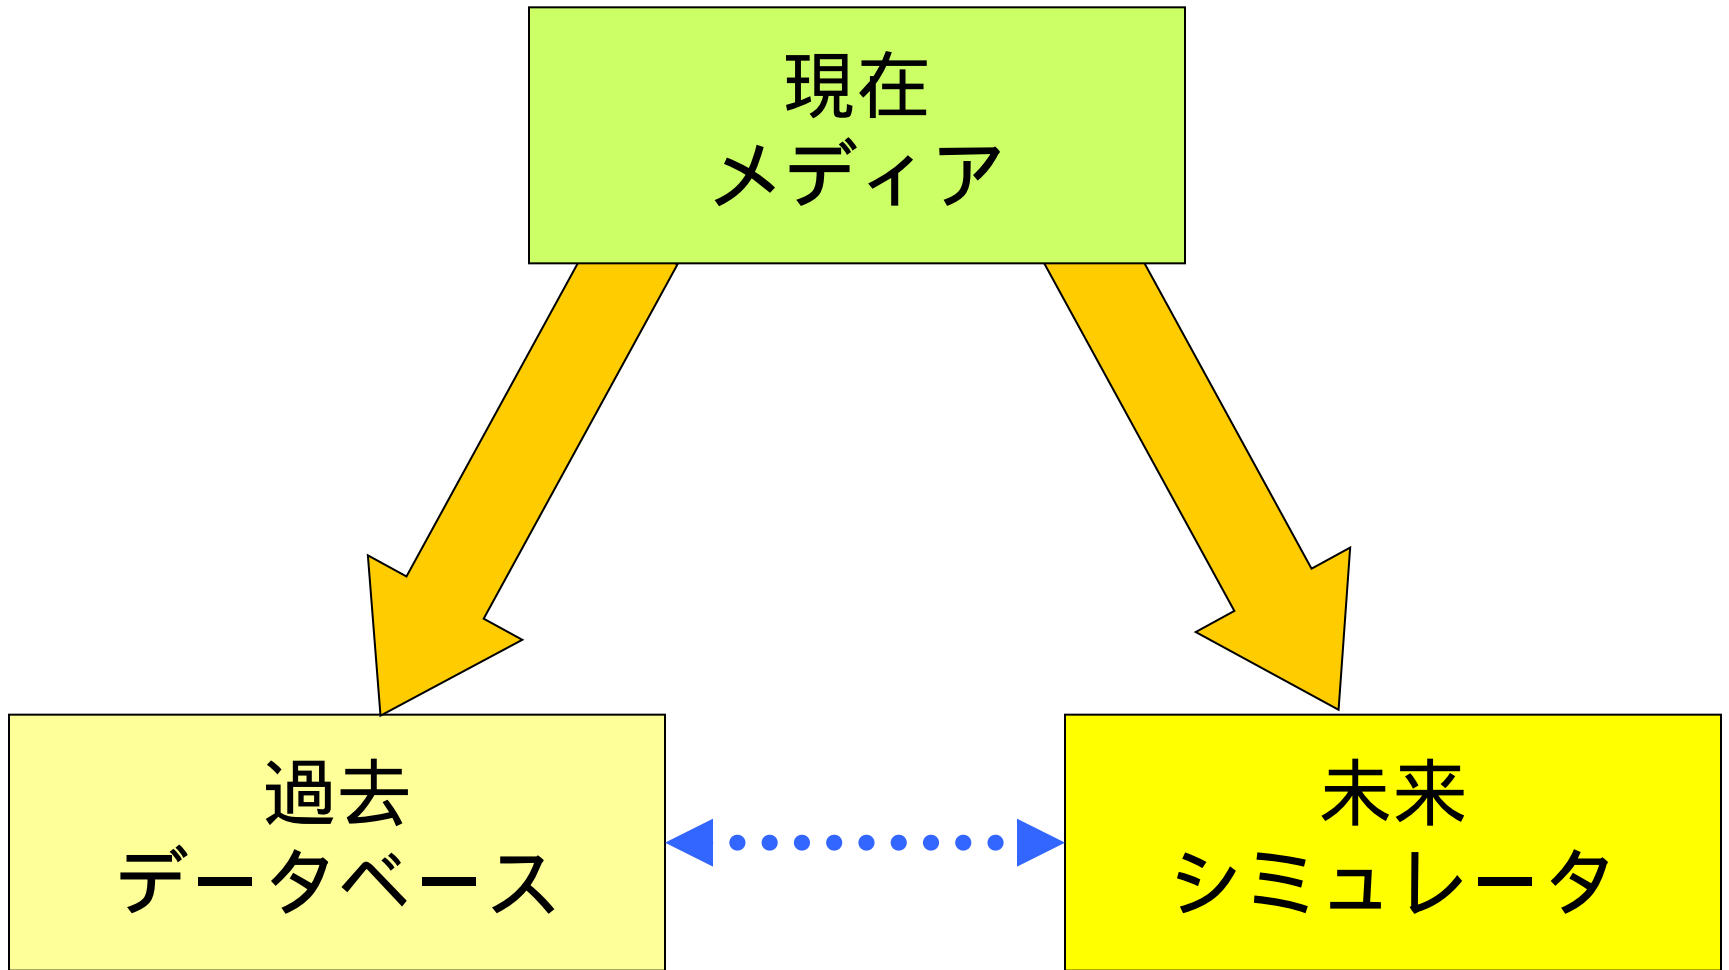 現在
メディア
過去
データベース
未来
シミュレータ